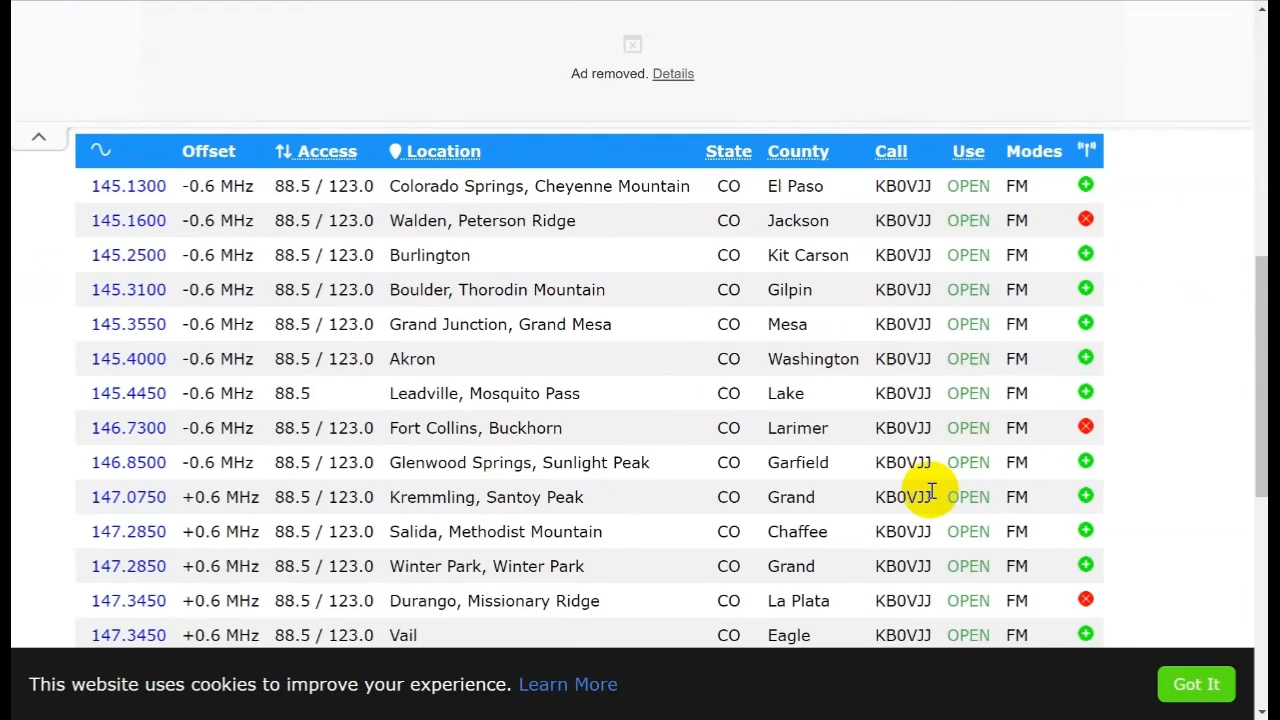 Ad removed. Details
Offset Access Location State County Call Use Modes
145.1300 -0.6 MHz 88.5 / 123.0 Colorado Springs, Cheyenne Mountain CO El Paso KB0VJJ OPEN FM
145.1600 -0.6 MHz 88.5 / 123.0 Walden, Peterson Ridge CO Jackson KB0VJJ OPEN FM
145.2500 -0.6 MHz 88.5 / 123.0 Burlington CO Kit Carson KB0VJJ OPEN FM
145.3100 -0.6 MHz 88.5 / 123.0 Boulder, Thorodin Mountain CO Gilpin KB0VJJ OPEN FM
145.3550 -0.6 MHz 88.5 / 123.0 Grand Junction, Grand Mesa CO Mesa KB0VJJ OPEN FM
145.4000 -0.6 MHz 88.5 / 123.0 Akron CO Washington KB0VJJ OPEN FM
145.4450 -0.6 MHz 88.5 Leadville, Mosquito Pass CO Lake KB0VJJ OPEN FM
146.7300 -0.6 MHz 88.5 / 123.0 Fort Collins, Buckhorn CO Larimer KB0VJJ OPEN FM
146.8500 -0.6 MHz 88.5 / 123.0 Glenwood Springs, Sunlight Peak CO Garfield KB0VJJ OPEN FM
147.0750 +0.6 MHz 88.5 / 123.0 Kremmling, Santoy Peak CO Grand KB0VJJ OPEN FM
147.2850 +0.6 MHz 88.5 / 123.0 Salida, Methodist Mountain CO Chaffee KB0VJJ OPEN FM
147.2850 +0.6 MHz 88.5 / 123.0 Winter Park, Winter Park CO Grand KB0VJJ OPEN FM
147.3450 +0.6 MHz 88.5 / 123.0 Durango, Missionary Ridge CO La Plata KB0VJJ OPEN FM
147.3450 +0.6 MHz 88.5 / 123.0 Vail CO Eagle KB0VJJ OPEN FM
This website uses cookies to improve your experience. Learn More Got It